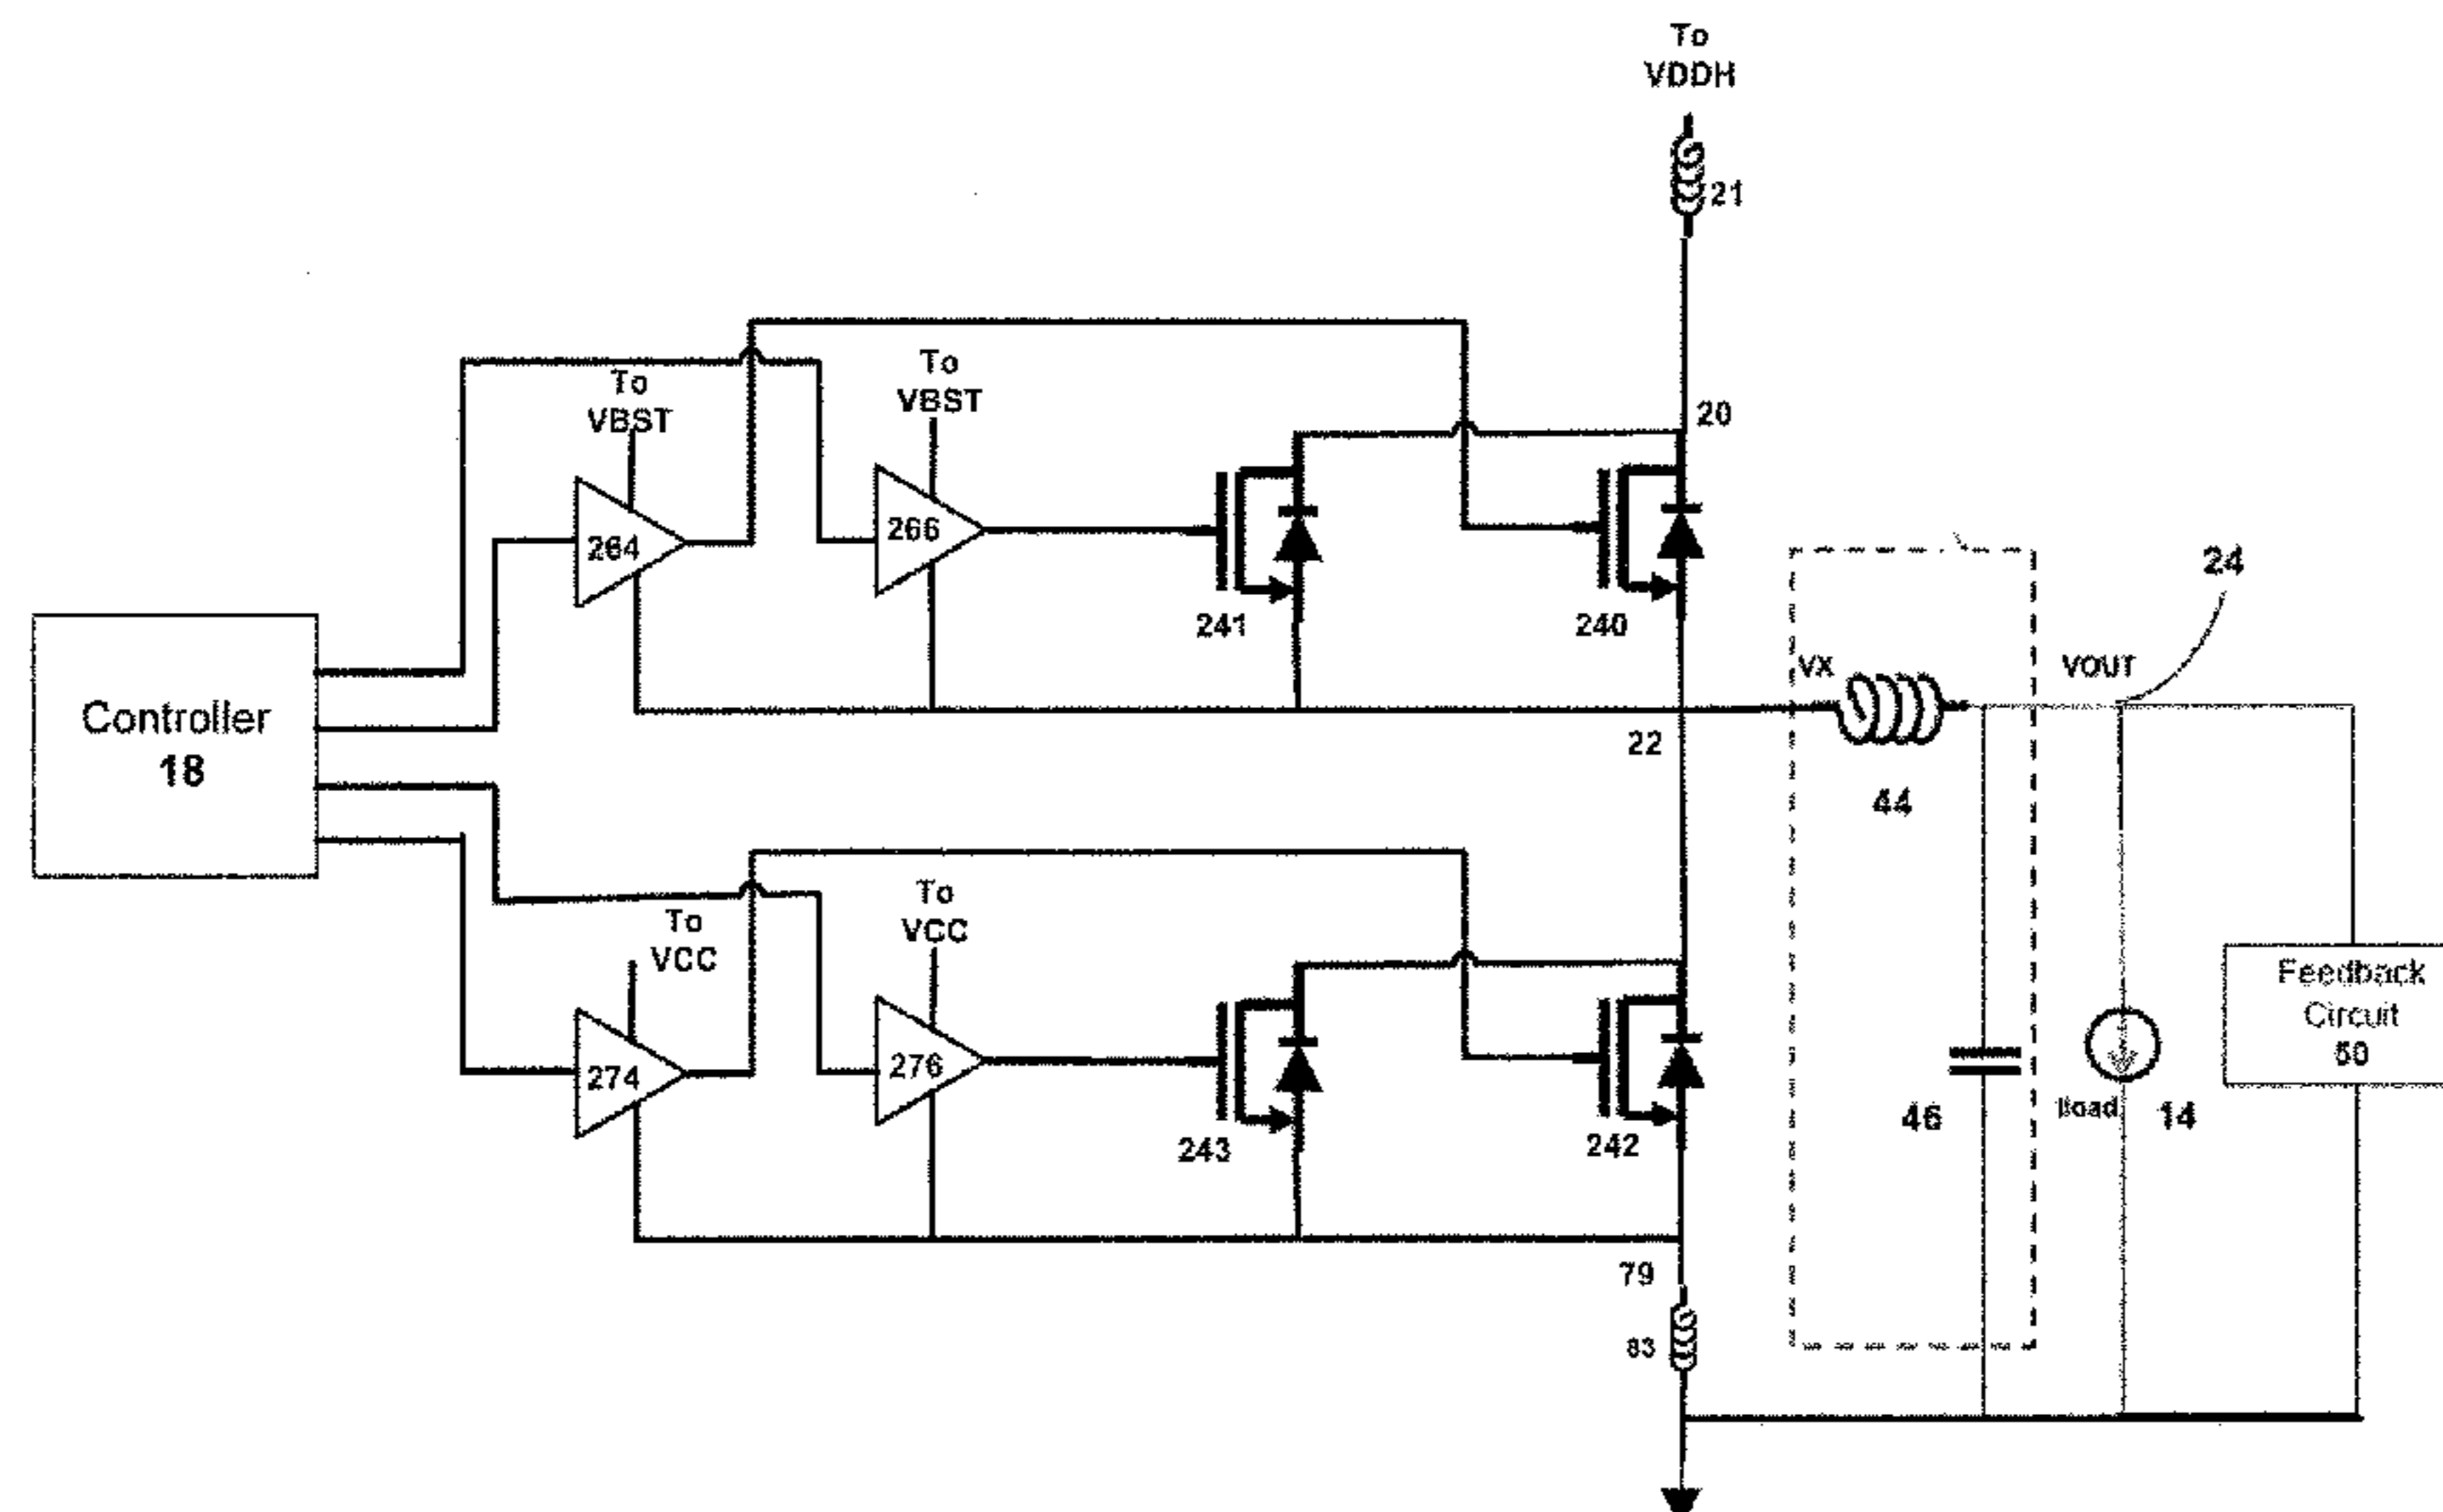 To
VDDH
21
To
VBST
To
VBST
20
264
266
241
240
24
VX
VOUT
Controller
18
22
44
To
VCC
To
VCC
Feedback
Circuit
50
274
276
243
242
46
Iload
14
79
83